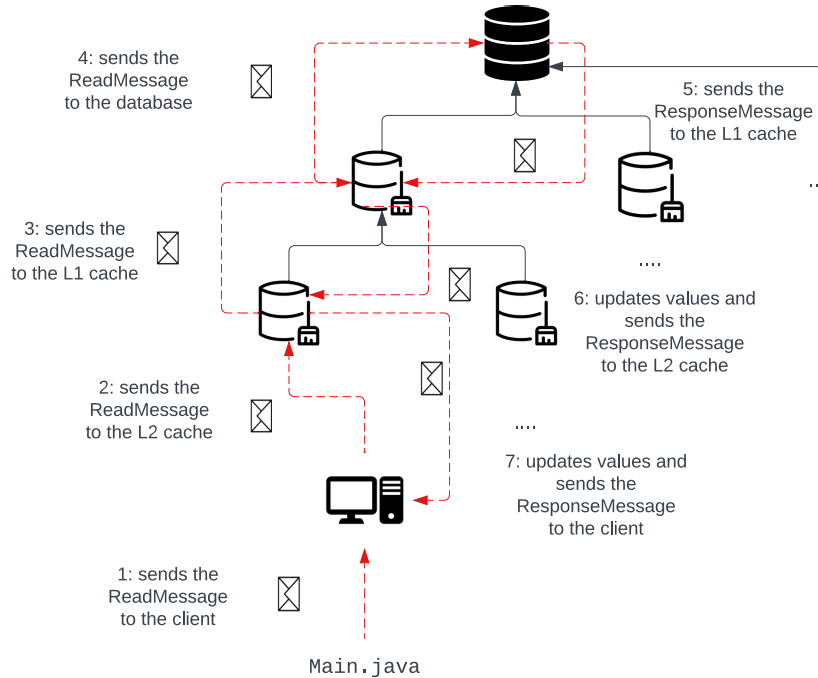 4: sends the
ReadMessage
to the database
5: sends the
ResponseMessage
to the L1 cache
...
3: sends the
ReadMessage
to the L1 cache
....
6: updates values and
sends the
ResponseMessage
to the L2 cache
2: sends the
ReadMessage
to the L2 cache
....
7: updates values and
sends the
ResponseMessage
to the client
1: sends the
ReadMessage
to the client
Main.java